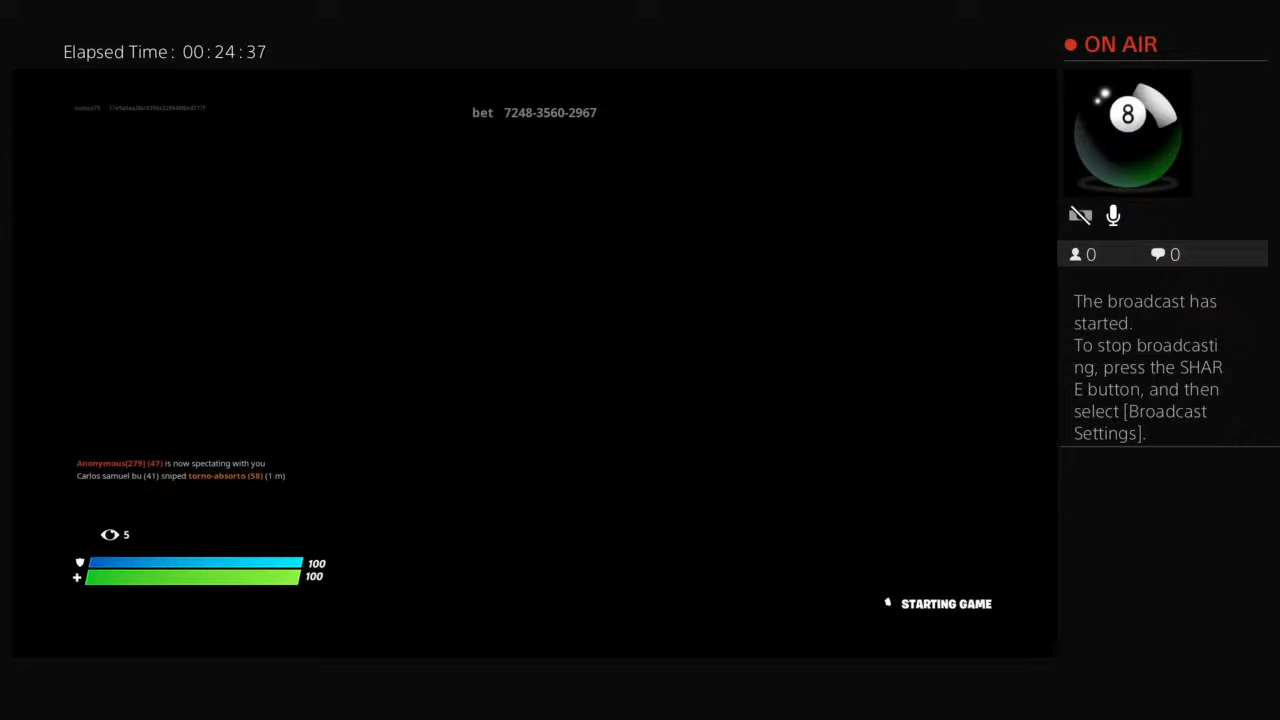 Elapsed Time: 00:24:37
ON AIR
bet 7248-3560-2967
8
0 0
The broadcast has
started.
To stop broadcasti
ng, press the SHAR
E button, and then
select [Broadcast
Settings].
Anonymous[279] (47) is now spectating with you
Carlos samuel bu (41) sniped torno-absorto (58) (1 m)
5
100
100
STARTING GAME